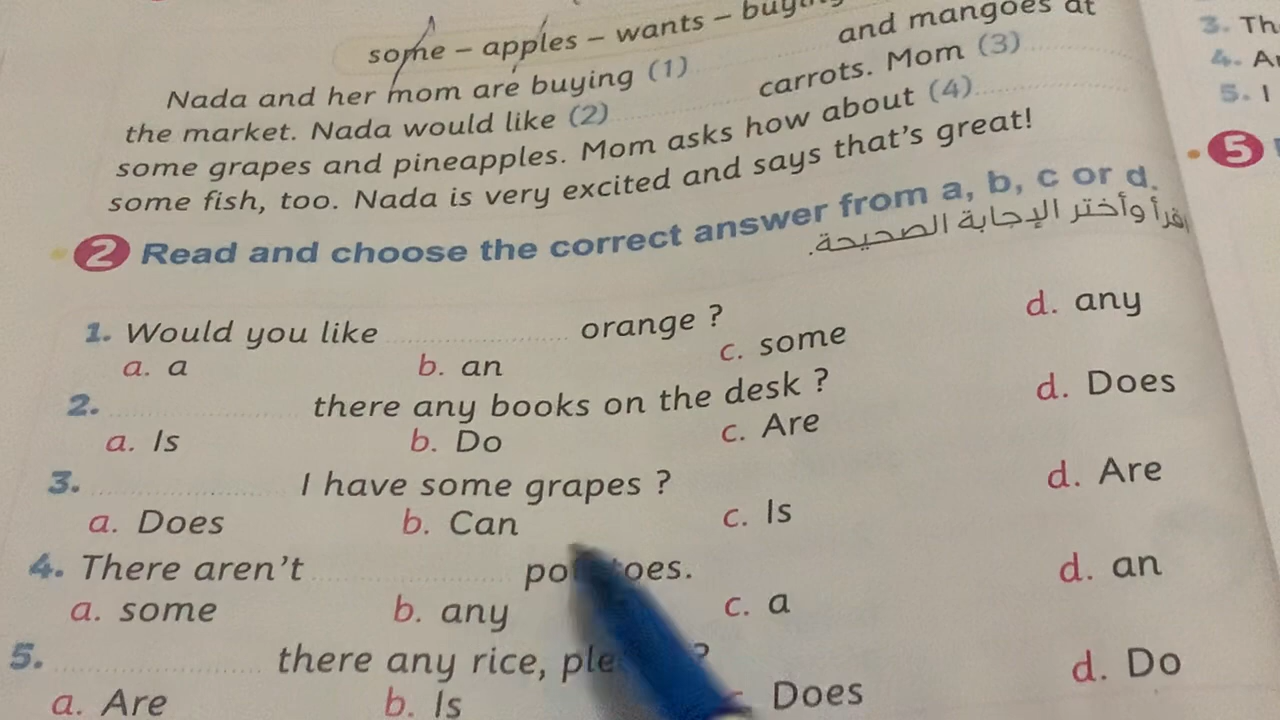 some – apples – wants – buying
Nada and her mom are buying (1) ............ and mangoes at
the market. Nada would like (2) ............ carrots. Mom (3) ............
some grapes and pineapples. Mom asks how about (4) ............
some fish, too. Nada is very excited and says that's great!
2 Read and choose the correct answer from a, b, c or d.
اقرأ وأختر الإجابة الصحيحة.
1. Would you like ............ orange ?
a. a b. an c. some d. any
2. ............ there any books on the desk ?
a. Is b. Do c. Are d. Does
3. ............ I have some grapes ?
a. Does b. Can c. Is d. Are
4. There aren't ............ po oes.
a. some b. any c. a d. an
5. ............ there any rice, ple ?
a. Are b. Is Does d. Do
3. Th
4.
5. I
5